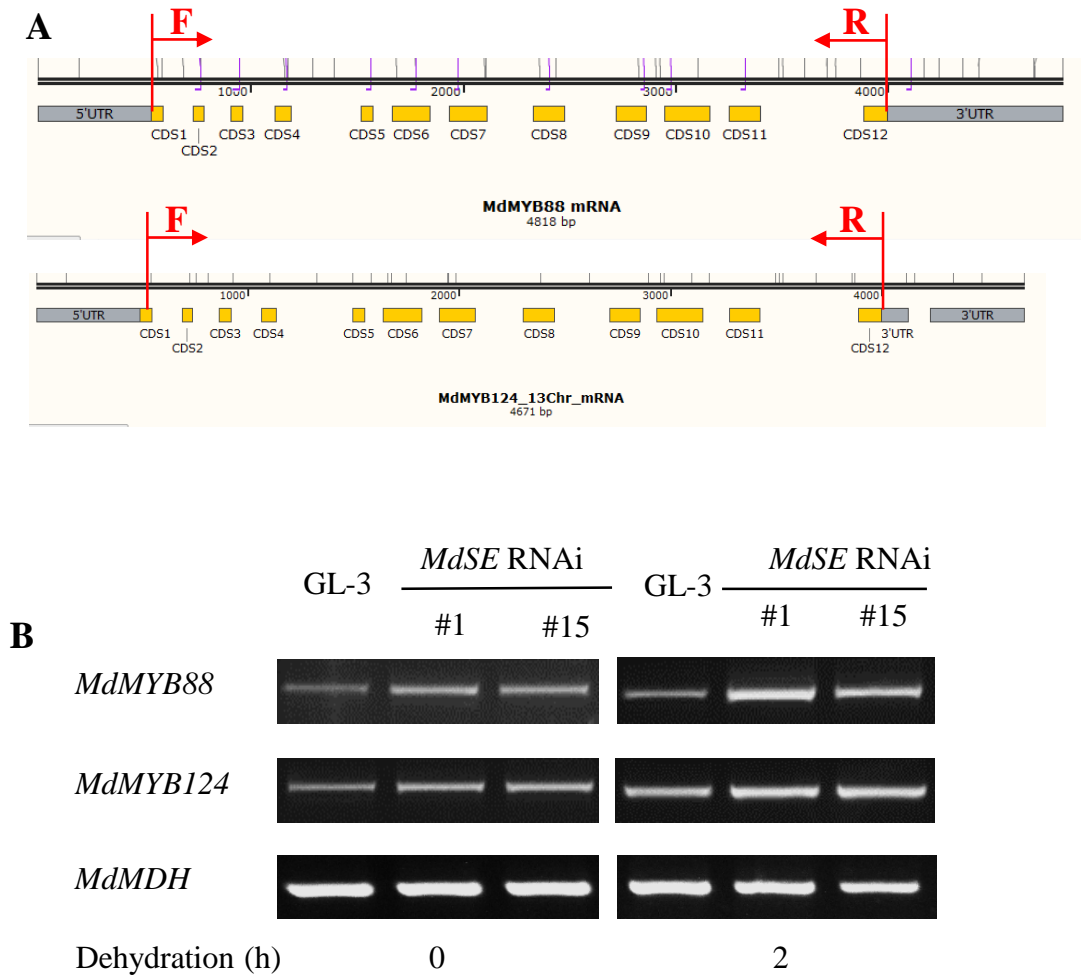 A
F
R
1000
2000
3000
4000
5'UTR
3'UTR
CDS1
CDS2
CDS3
CDS4
CDS5
CDS6
CDS7
CDS8
CDS9
CDS10
CDS11
CDS12
MdMYB88 mRNA
4818 bp
F
R
1000
2000
3000
4000
5'UTR
3'UTR
CDS1
CDS2
CDS3
CDS4
CDS5
CDS6
CDS7
CDS8
CDS9
CDS10
CDS11
CDS12
3'UTR
MdMYB124_13Chr_mRNA
4671 bp
B
GL-3
MdSE RNAi
#1
#15
GL-3
MdSE RNAi
#1
#15
MdMYB88
MdMYB124
MdMDH
Dehydration (h) 0 2